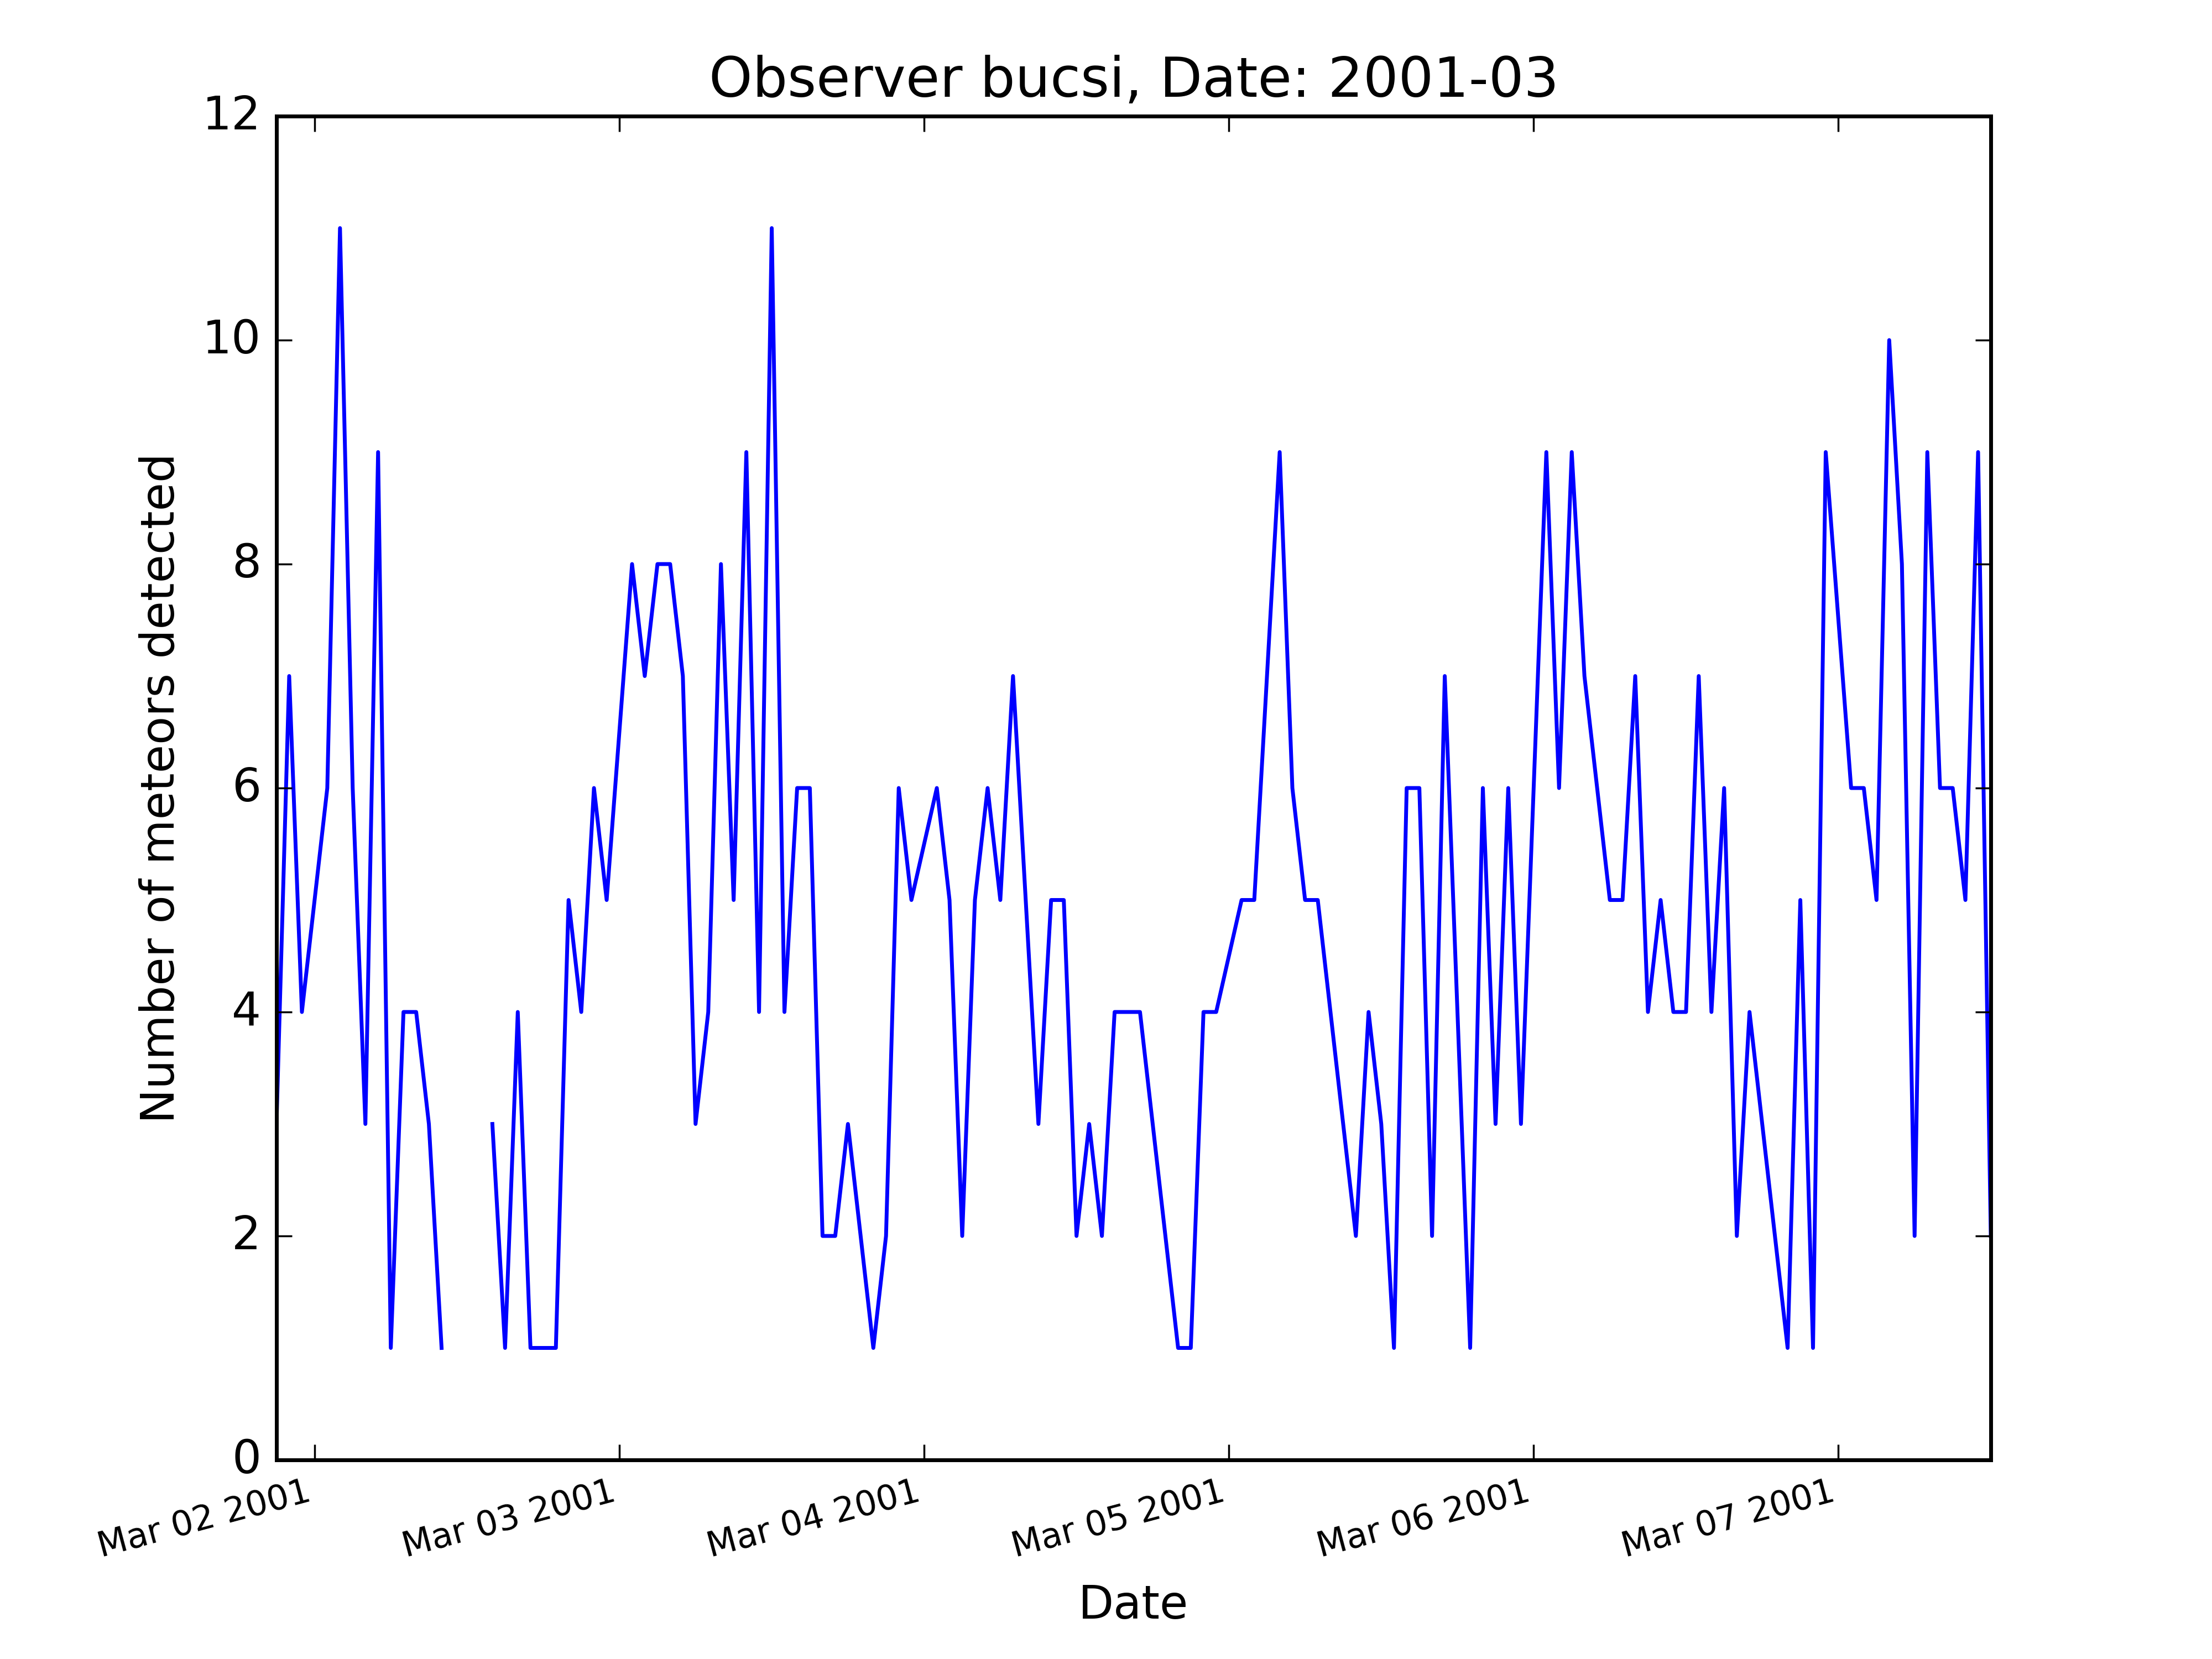 Observer bucsi, Date: 2001-03
12
10
8
6
4
2
0
Number of meteors detected
Mar 02 2001
Mar 03 2001
Mar 04 2001
Mar 05 2001
Mar 06 2001
Mar 07 2001
Date